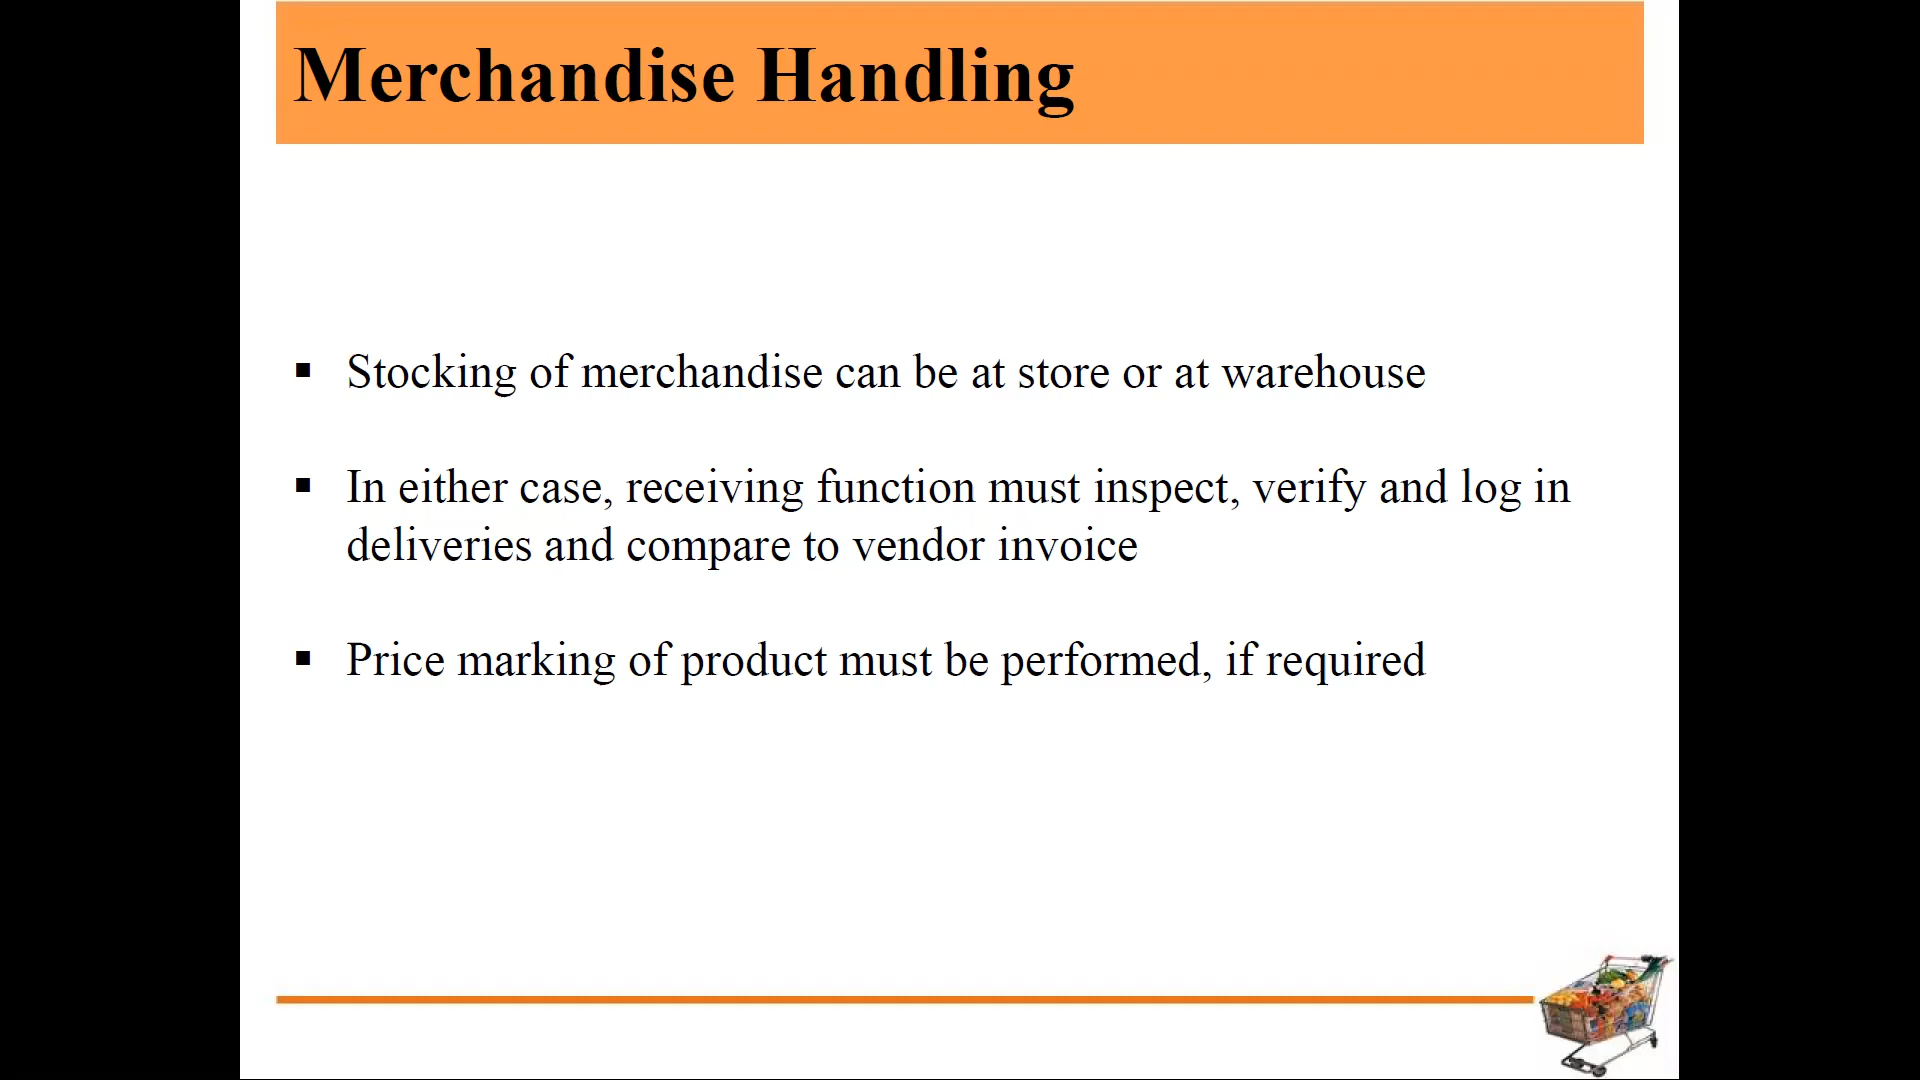 Merchandise Handling
▪ Stocking of merchandise can be at store or at warehouse
▪ In either case, receiving function must inspect, verify and log in
deliveries and compare to vendor invoice
▪ Price marking of product must be performed, if required